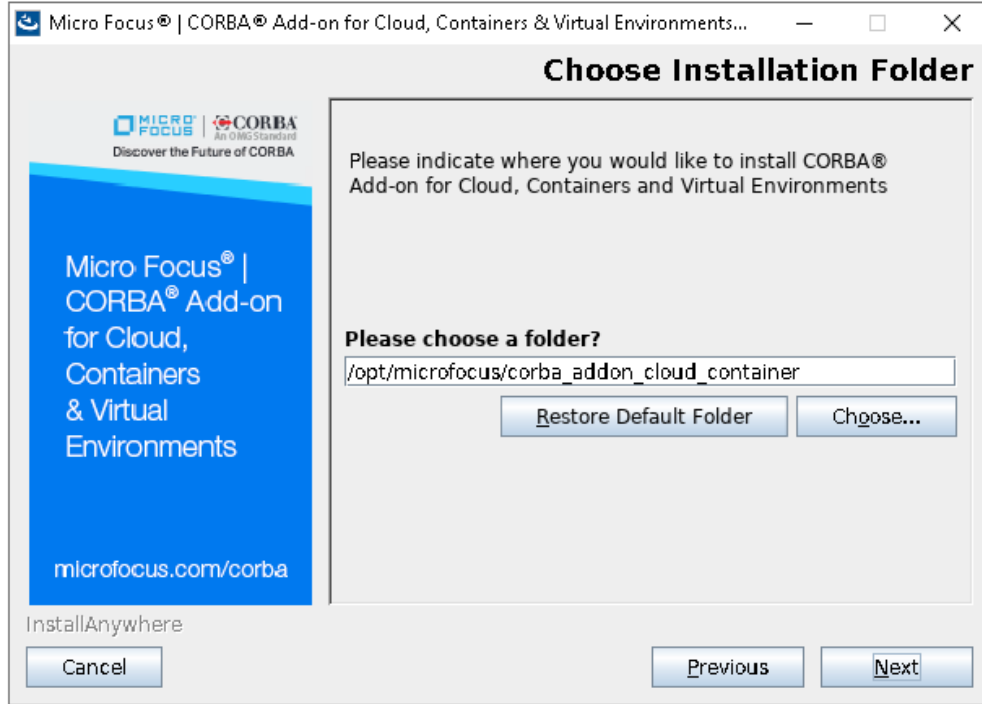 Micro Focus® | CORBA® Add-on for Cloud, Containers & Virtual Environments...
Choose Installation Folder
MICRO FOCUS | CORBA
An OMG Standard
Discover the Future of CORBA
Micro Focus® |
CORBA® Add-on
for Cloud,
Containers
& Virtual
Environments
microfocus.com/corba
Please indicate where you would like to install CORBA®
Add-on for Cloud, Containers and Virtual Environments
Please choose a folder?
/opt/microfocus/corba_addon_cloud_container
Restore Default Folder
Choose...
InstallAnywhere
Cancel
Previous
Next